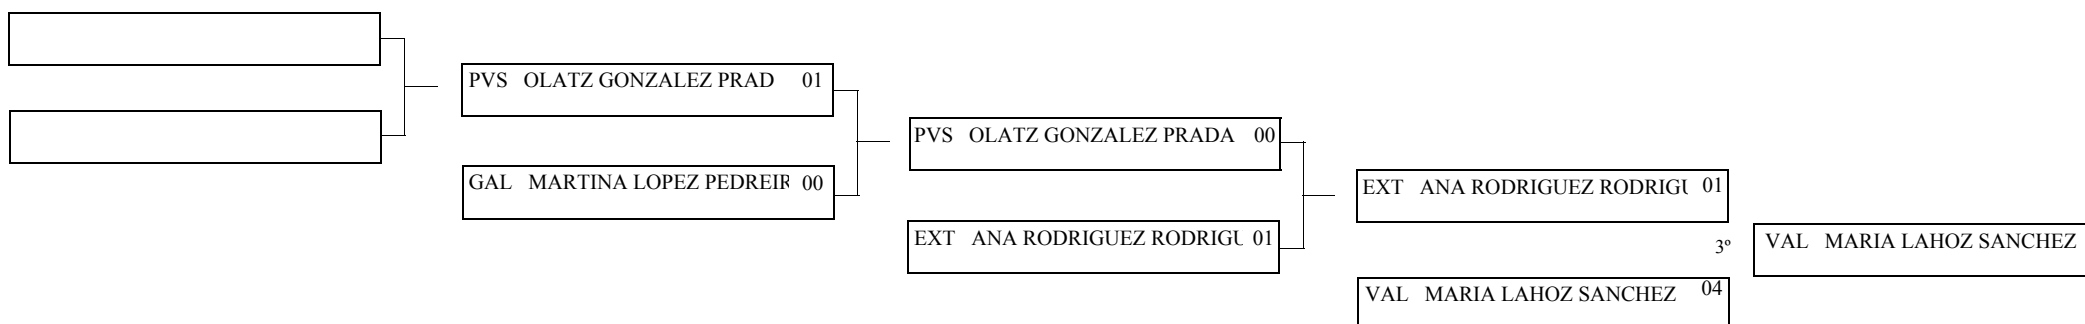 PVS OLATZ GONZALEZ PRAD 01
GAL MARTINA LOPEZ PEDREIR 00
PVS OLATZ GONZALEZ PRADA 00
EXT ANA RODRIGUEZ RODRIGU 01
EXT ANA RODRIGUEZ RODRIGU 01
VAL MARIA LAHOZ SANCHEZ 04
3º VAL MARIA LAHOZ SANCHEZ